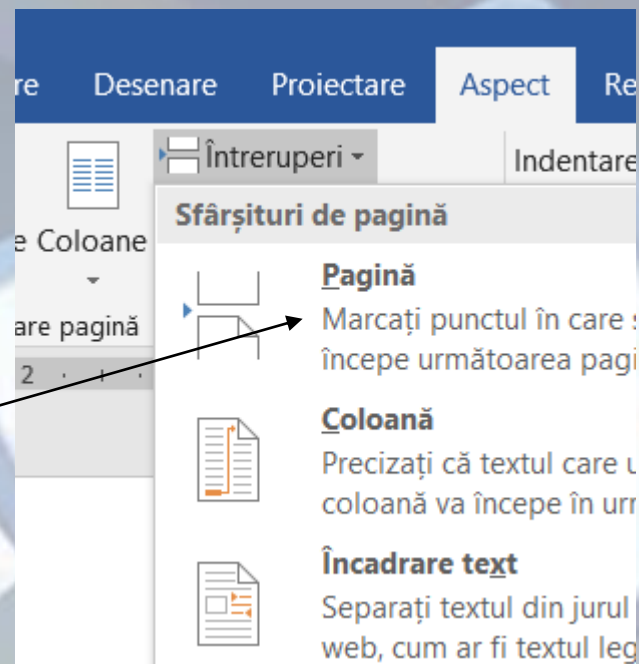 re Desenare Proiectare Aspect Re
Întreruperi Indentare
Sfârșituri de pagină
e Coloane
Pagină
are pagină
Marcați punctul în care
începe următoarea pagi
2
Coloană
Precizați că textul care
coloană va începe în
Încadrare text
Separați textul din jurul
web, cum ar fi textul leg